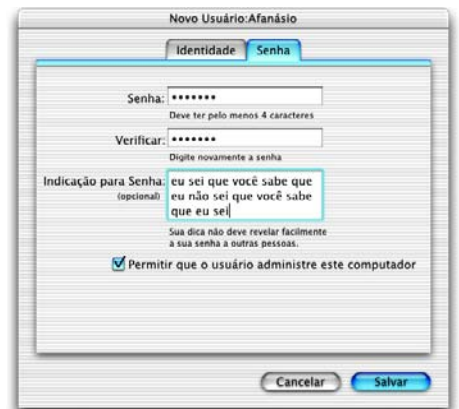 Novo Usuário:Afanásio
Identidade Senha
Senha: •••••••
Deve ter pelo menos 4 caracteres
Verificar: •••••••
Digite novamente a senha
Indicação para Senha: eu sei que você sabe que
(opcional) eu não sei que você sabe
que eu sei
Sua dica não deve revelar facilmente
a sua senha a outras pessoas.
Permitir que o usuário administre este computador
Cancelar Salvar